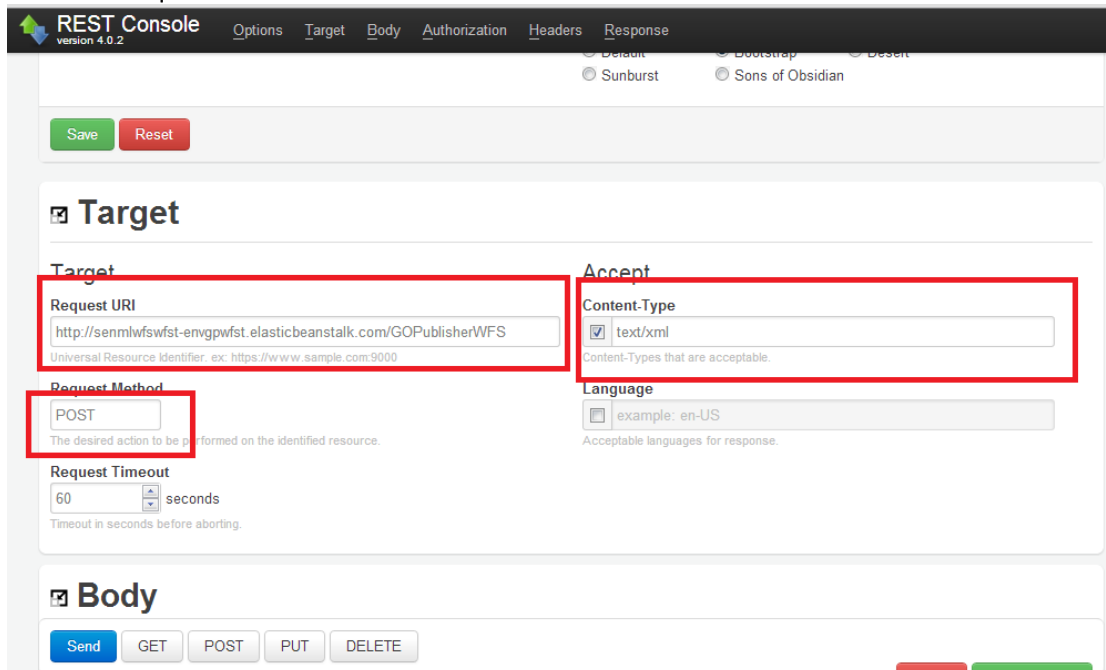 REST Console
version 4.0.2
Options Target Body Authorization Headers Response
Default Bootstrap Desert
Sunburst Sons of Obsidian
Save Reset
Target
Target
Request URI
http://senmlwfswfst-envgpwfst.elasticbeanstalk.com/GOPublisherWFS
Universal Resource Identifier. ex: https://www.sample.com:9000
Request Method
POST
The desired action to be performed on the identified resource.
Request Timeout
60 seconds
Timeout in seconds before aborting.
Accept
Content-Type
text/xml
Content-Types that are acceptable.
Language
example: en-US
Acceptable languages for response.
Body
Send GET POST PUT DELETE